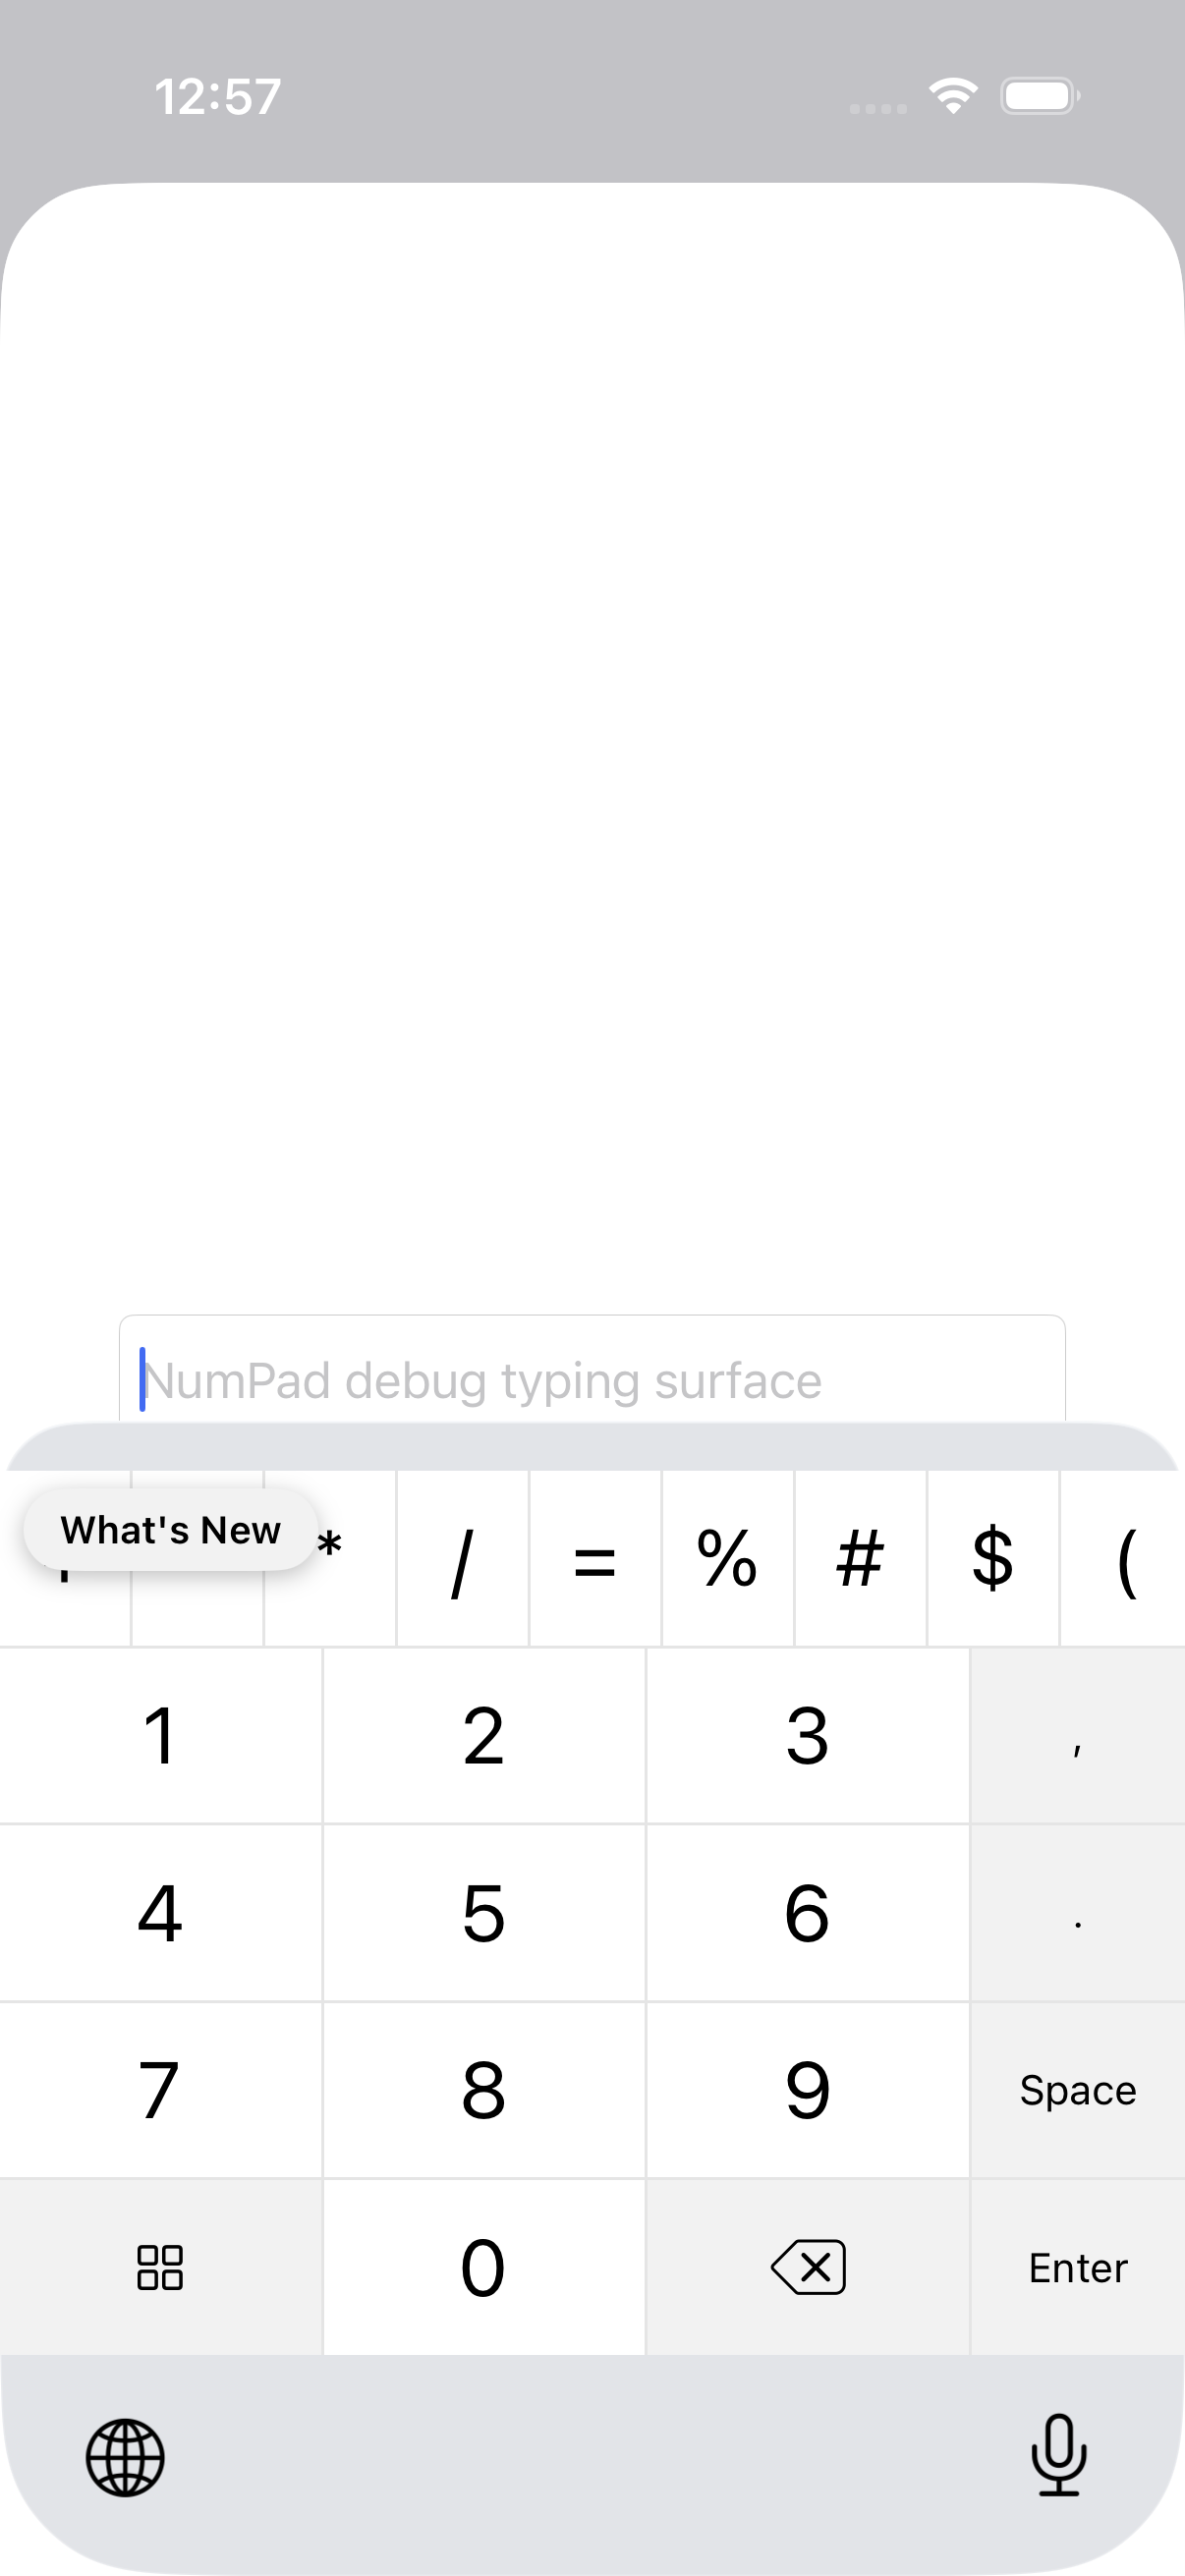 12:57
NumPad debug typing surface
What's New
* / = % # $ (
1 2 3 ,
4 5 6 .
7 8 9 Space
0 Enter